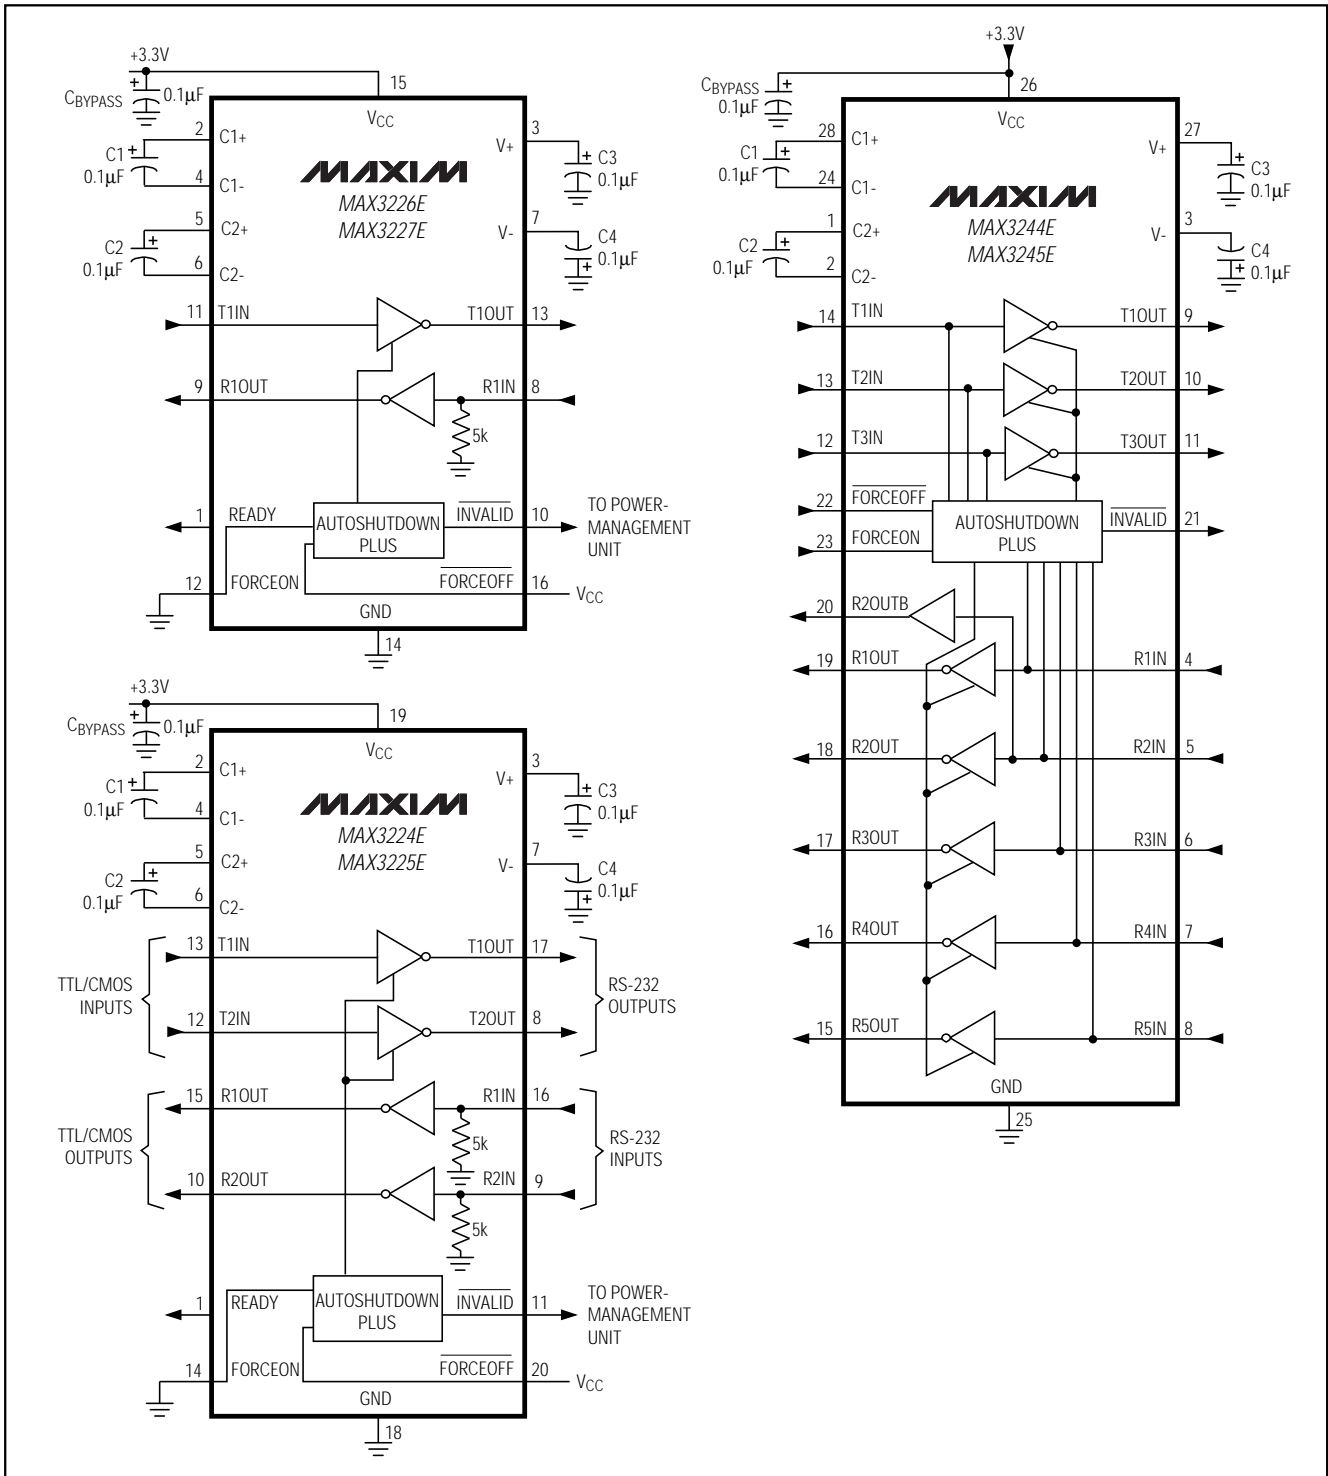 +3.3V
CBYPASS
0.1µF
15
VCC
2 C1+
3
V+
C1
0.1µF
4 C1-
C3
0.1µF
MAXIM
MAX3226E
MAX3227E
5 C2+
7
V-
C2
0.1µF
6 C2-
C4
0.1µF
11 T1IN
T1OUT 13
9 R1OUT
R1IN 8
5k
1 READY
AUTOSHUTDOWN
PLUS
INVALID 10
TO POWER-
MANAGEMENT
UNIT
12 FORCEON
FORCEOFF 16
VCC
GND
14
+3.3V
CBYPASS
0.1µF
19
VCC
2 C1+
3
V+
C1
0.1µF
4 C1-
C3
0.1µF
MAXIM
MAX3224E
MAX3225E
5 C2+
7
V-
C2
0.1µF
6 C2-
C4
0.1µF
TTL/CMOS
INPUTS
13 T1IN
T1OUT 17
12 T2IN
T2OUT 8
RS-232
OUTPUTS
TTL/CMOS
OUTPUTS
15 R1OUT
R1IN 16
5k
10 R2OUT
R2IN 9
5k
RS-232
INPUTS
1 READY
AUTOSHUTDOWN
PLUS
INVALID 11
TO POWER-
MANAGEMENT
UNIT
14 FORCEON
FORCEOFF 20
VCC
GND
18
+3.3V
CBYPASS
0.1µF
26
VCC
28 C1+
27
V+
C1
0.1µF
24 C1-
C3
0.1µF
MAXIM
MAX3244E
MAX3245E
1 C2+
3
V-
C2
0.1µF
2 C2-
C4
0.1µF
14 T1IN
T1OUT 9
13 T2IN
T2OUT 10
12 T3IN
T3OUT 11
22 FORCEOFF
23 FORCEON
AUTOSHUTDOWN
PLUS
INVALID 21
20 R2OUTB
19 R1OUT
R1IN 4
18 R2OUT
R2IN 5
17 R3OUT
R3IN 6
16 R4OUT
R4IN 7
15 R5OUT
R5IN 8
GND
25